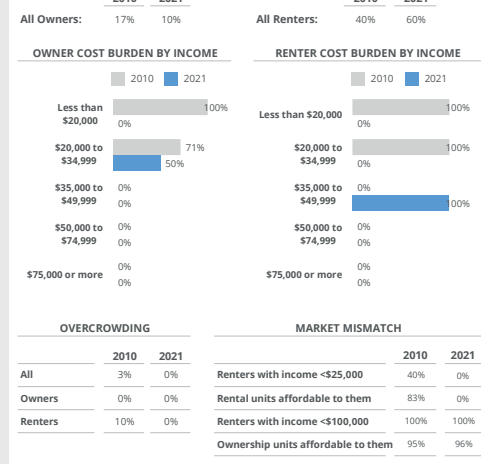 2010 2021 2010 2021
All Owners: 17% 10% All Renters: 40% 60%
OWNER COST BURDEN BY INCOME
2010 2021
Less than
$20,000
100%
0%
$20,000 to
$34,999
71%
50%
$35,000 to
$49,999
0%
0%
$50,000 to
$74,999
0%
0%
$75,000 or more
0%
0%
RENTER COST BURDEN BY INCOME
2010 2021
Less than $20,000
100%
0%
$20,000 to
$34,999
100%
0%
$35,000 to
$49,999
0%
100%
$50,000 to
$74,999
0%
0%
$75,000 or more
0%
0%
OVERCROWDING
2010 2021
All 3% 0%
Owners 0% 0%
Renters 10% 0%
MARKET MISMATCH
2010 2021
Renters with income <$25,000 40% 0%
Rental units affordable to them 83% 0%
Renters with income <$100,000 100% 100%
Ownership units affordable to them 95% 96%